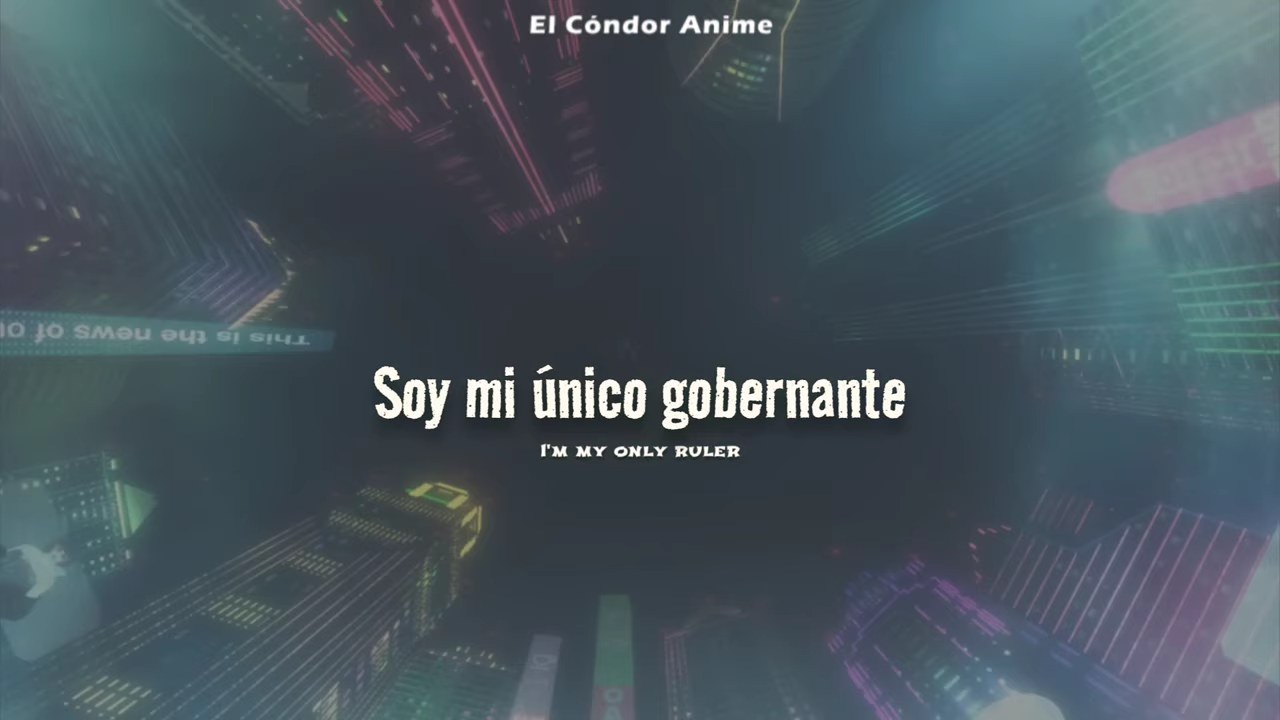 El Cóndor Anime
This is the news of
Soy mi único gobernante
I'M MY ONLY RULER